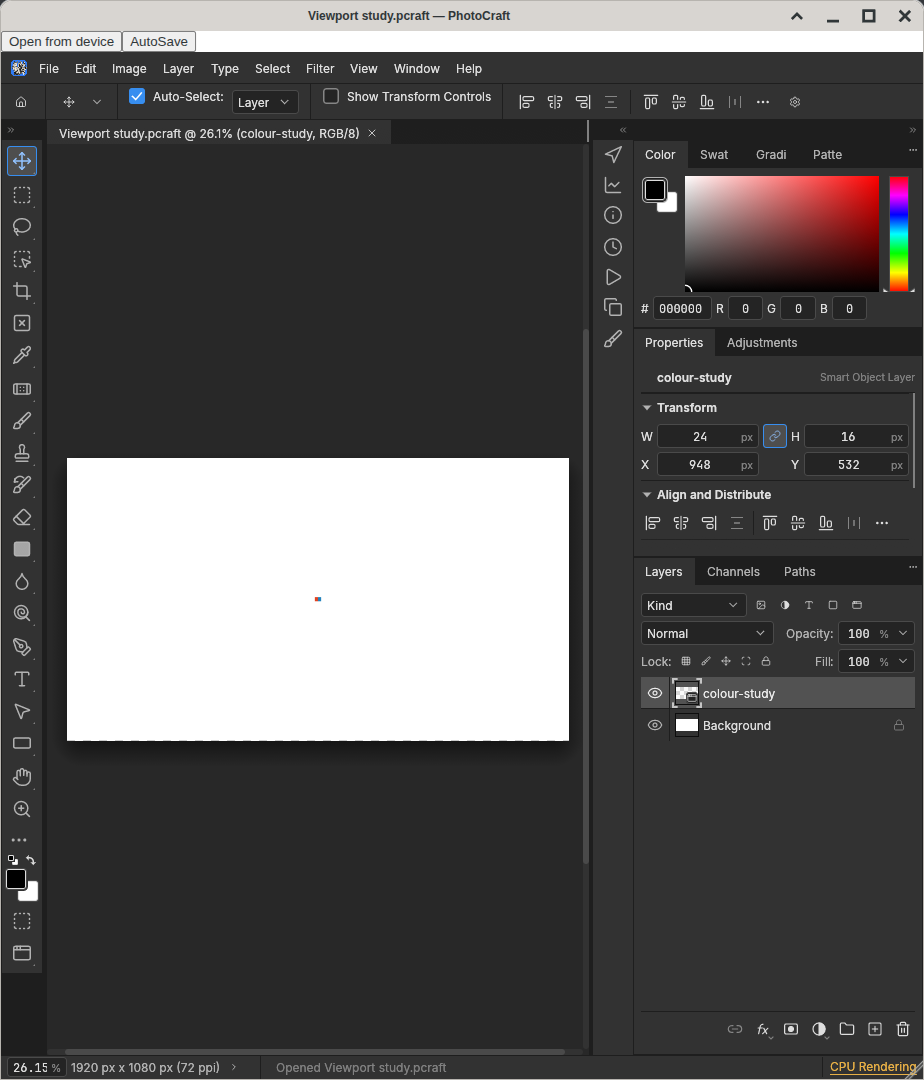 Viewport study.pcraft — PhotoCraft
Open from device AutoSave
File Edit Image Layer Type Select Filter View Window Help
Auto-Select: Layer Show Transform Controls
Viewport study.pcraft @ 26.1% (colour-study, RGB/8)
Color Swat Gradi Patte
# 000000 R 0 G 0 B 0
Properties Adjustments
colour-study Smart Object Layer
Transform
W 24 px H 16 px
X 948 px Y 532 px
Align and Distribute
Layers Channels Paths
Kind
Normal Opacity: 100 %
Lock: Fill: 100 %
colour-study
Background
fx
26.15 % 1920 px x 1080 px (72 ppi) Opened Viewport study.pcraft CPU Rendering